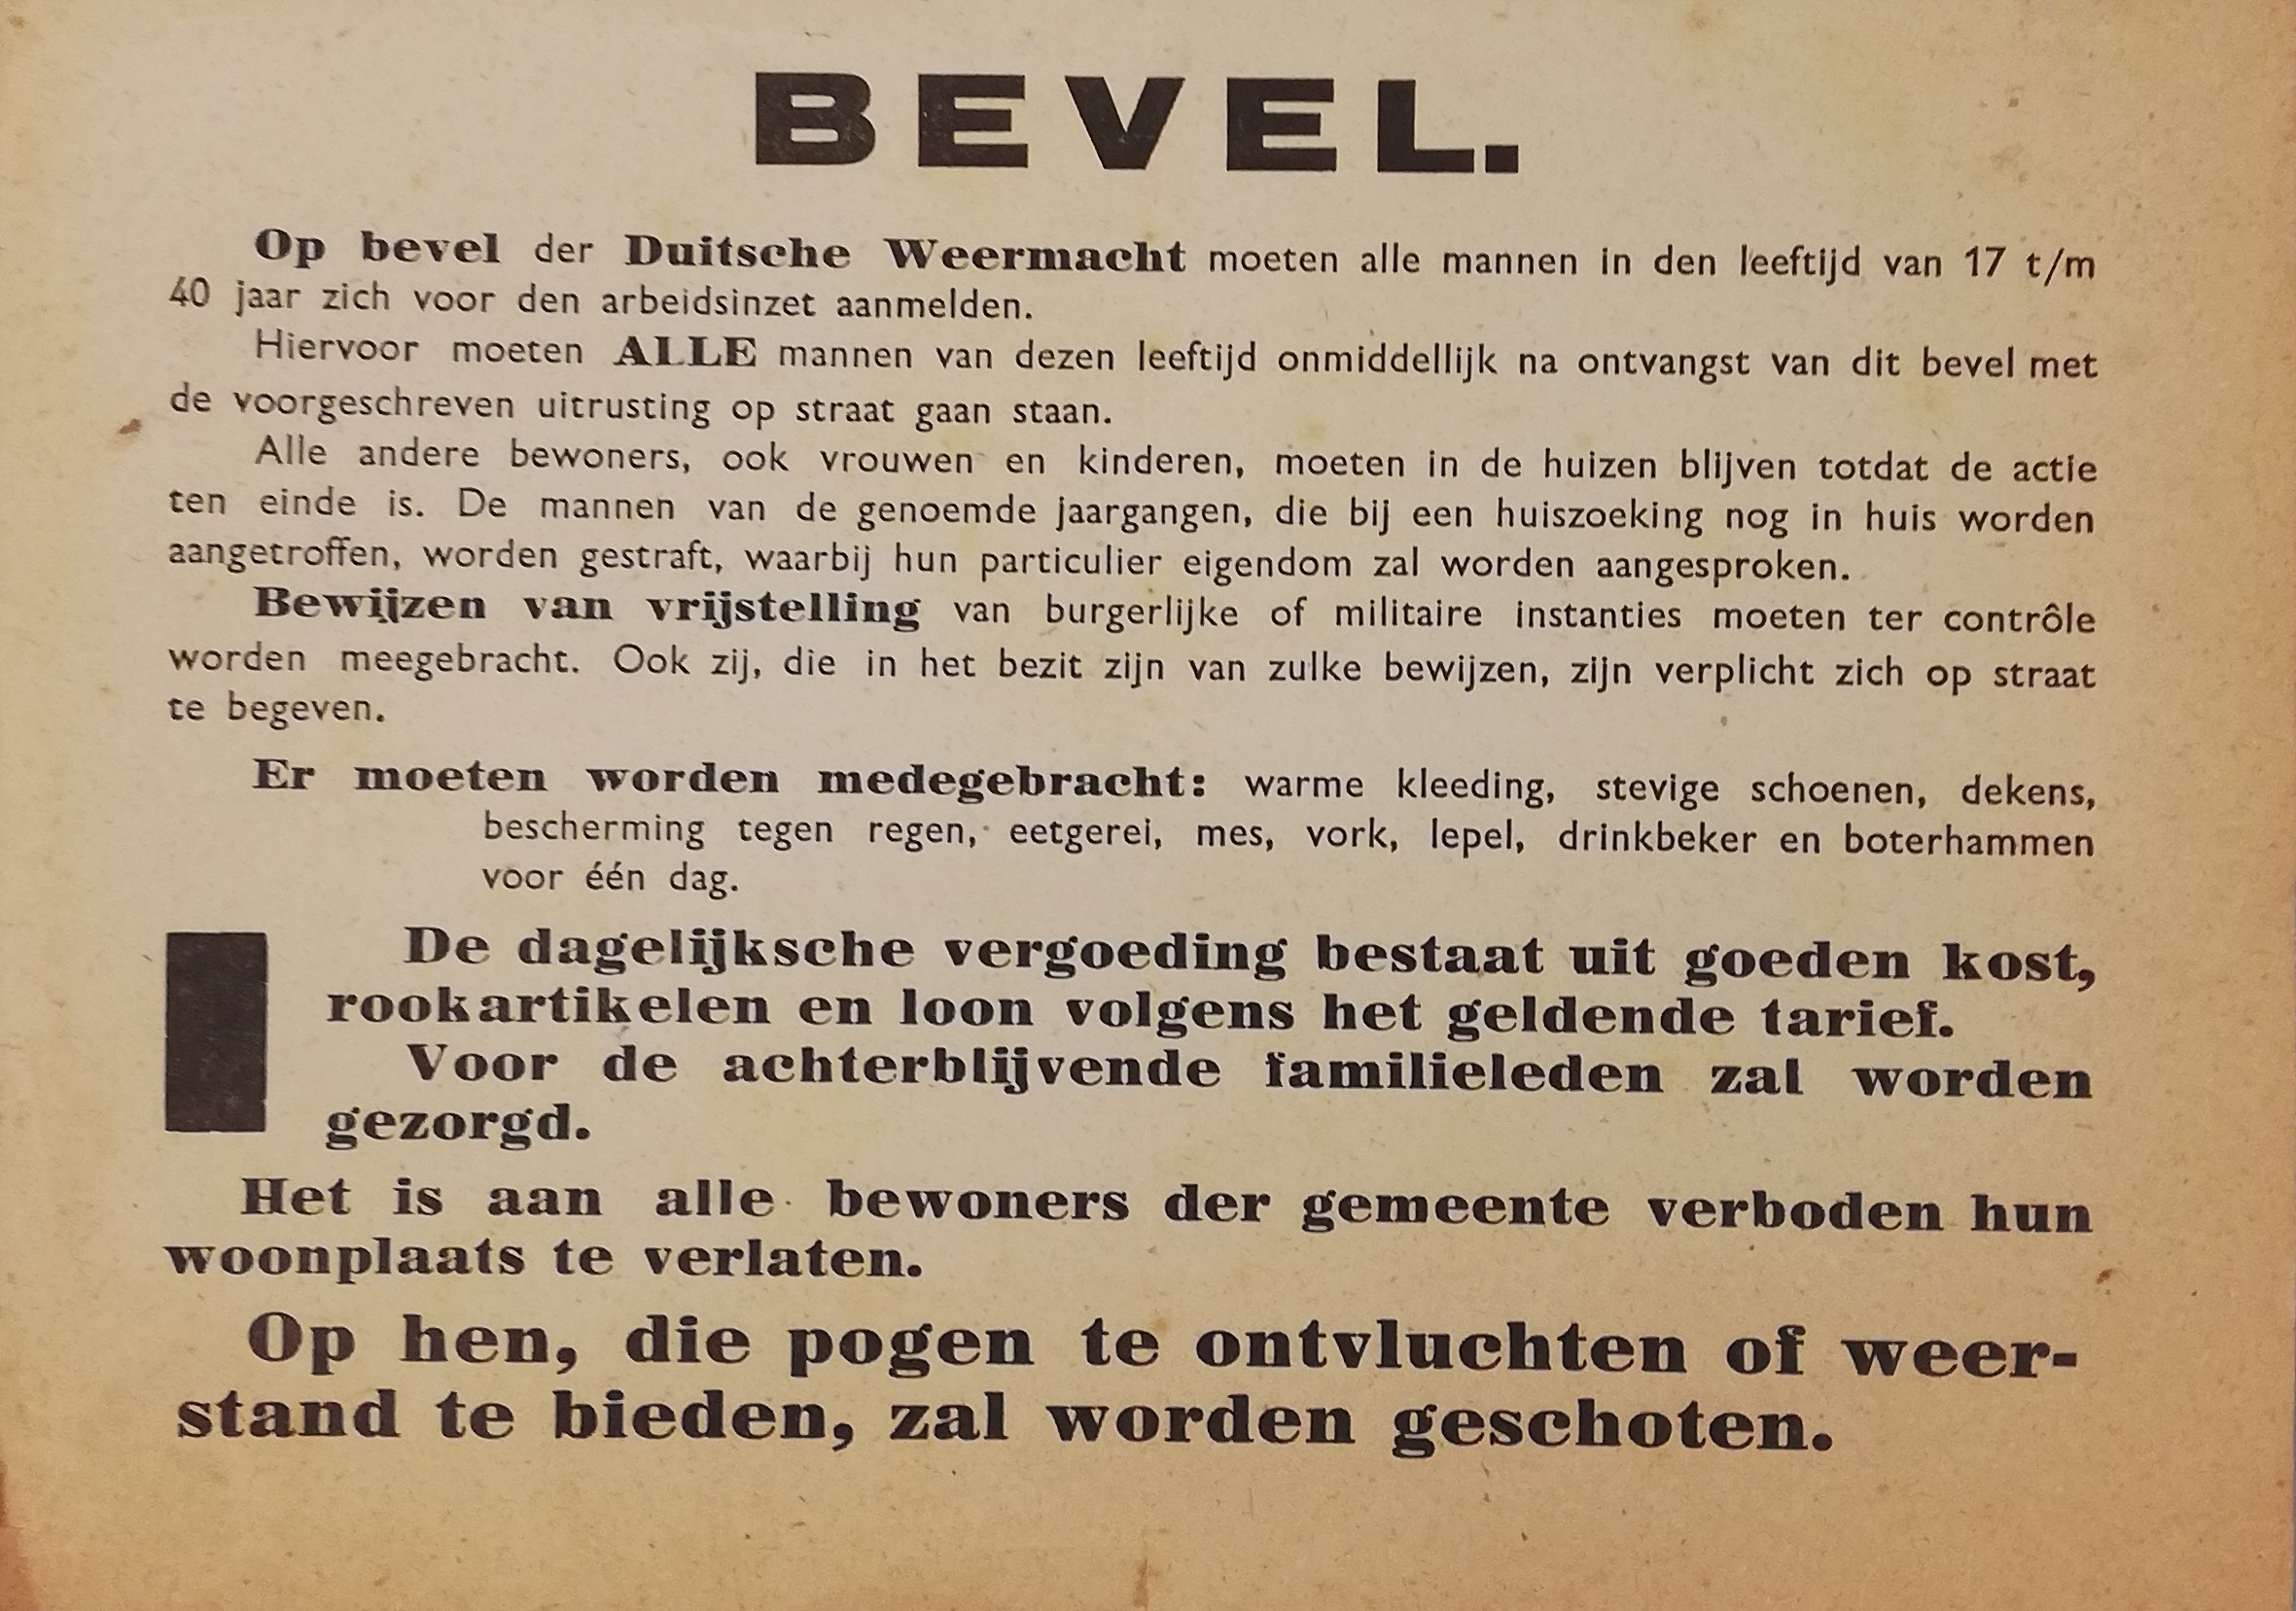 BEVEL.
Op bevel der Duitsche Weermacht moeten alle mannen in den leeftijd van 17 t/m
40 jaar zich voor den arbeidsinzet aanmelden.
Hiervoor moeten ALLE mannen van dezen leeftijd onmiddellijk na ontvangst van dit bevel met
de voorgeschreven uitrusting op straat gaan staan.
Alle andere bewoners, ook vrouwen en kinderen, moeten in de huizen blijven totdat de actie
ten einde is. De mannen van de genoemde jaargangen, die bij een huiszoeking nog in huis worden
aangetroffen, worden gestraft, waarbij hun particulier eigendom zal worden aangesproken.
Bewijzen van vrijstelling van burgerlijke of militaire instanties moeten ter contrôle
worden meegebracht. Ook zij, die in het bezit zijn van zulke bewijzen, zijn verplicht zich op straat
te begeven.
Er moeten worden medegebracht: warme kleeding, stevige schoenen, dekens,
bescherming tegen regen, eetgerei, mes, vork, lepel, drinkbeker en boterhammen
voor één dag.
De dagelijksche vergoeding bestaat uit goeden kost,
rookartikelen en loon volgens het geldende tarief.
Voor de achterblijvende familieleden zal worden
gezorgd.
Het is aan alle bewoners der gemeente verboden hun
woonplaats te verlaten.
Op hen, die pogen te ontvluchten of weer-
stand te bieden, zal worden geschoten.